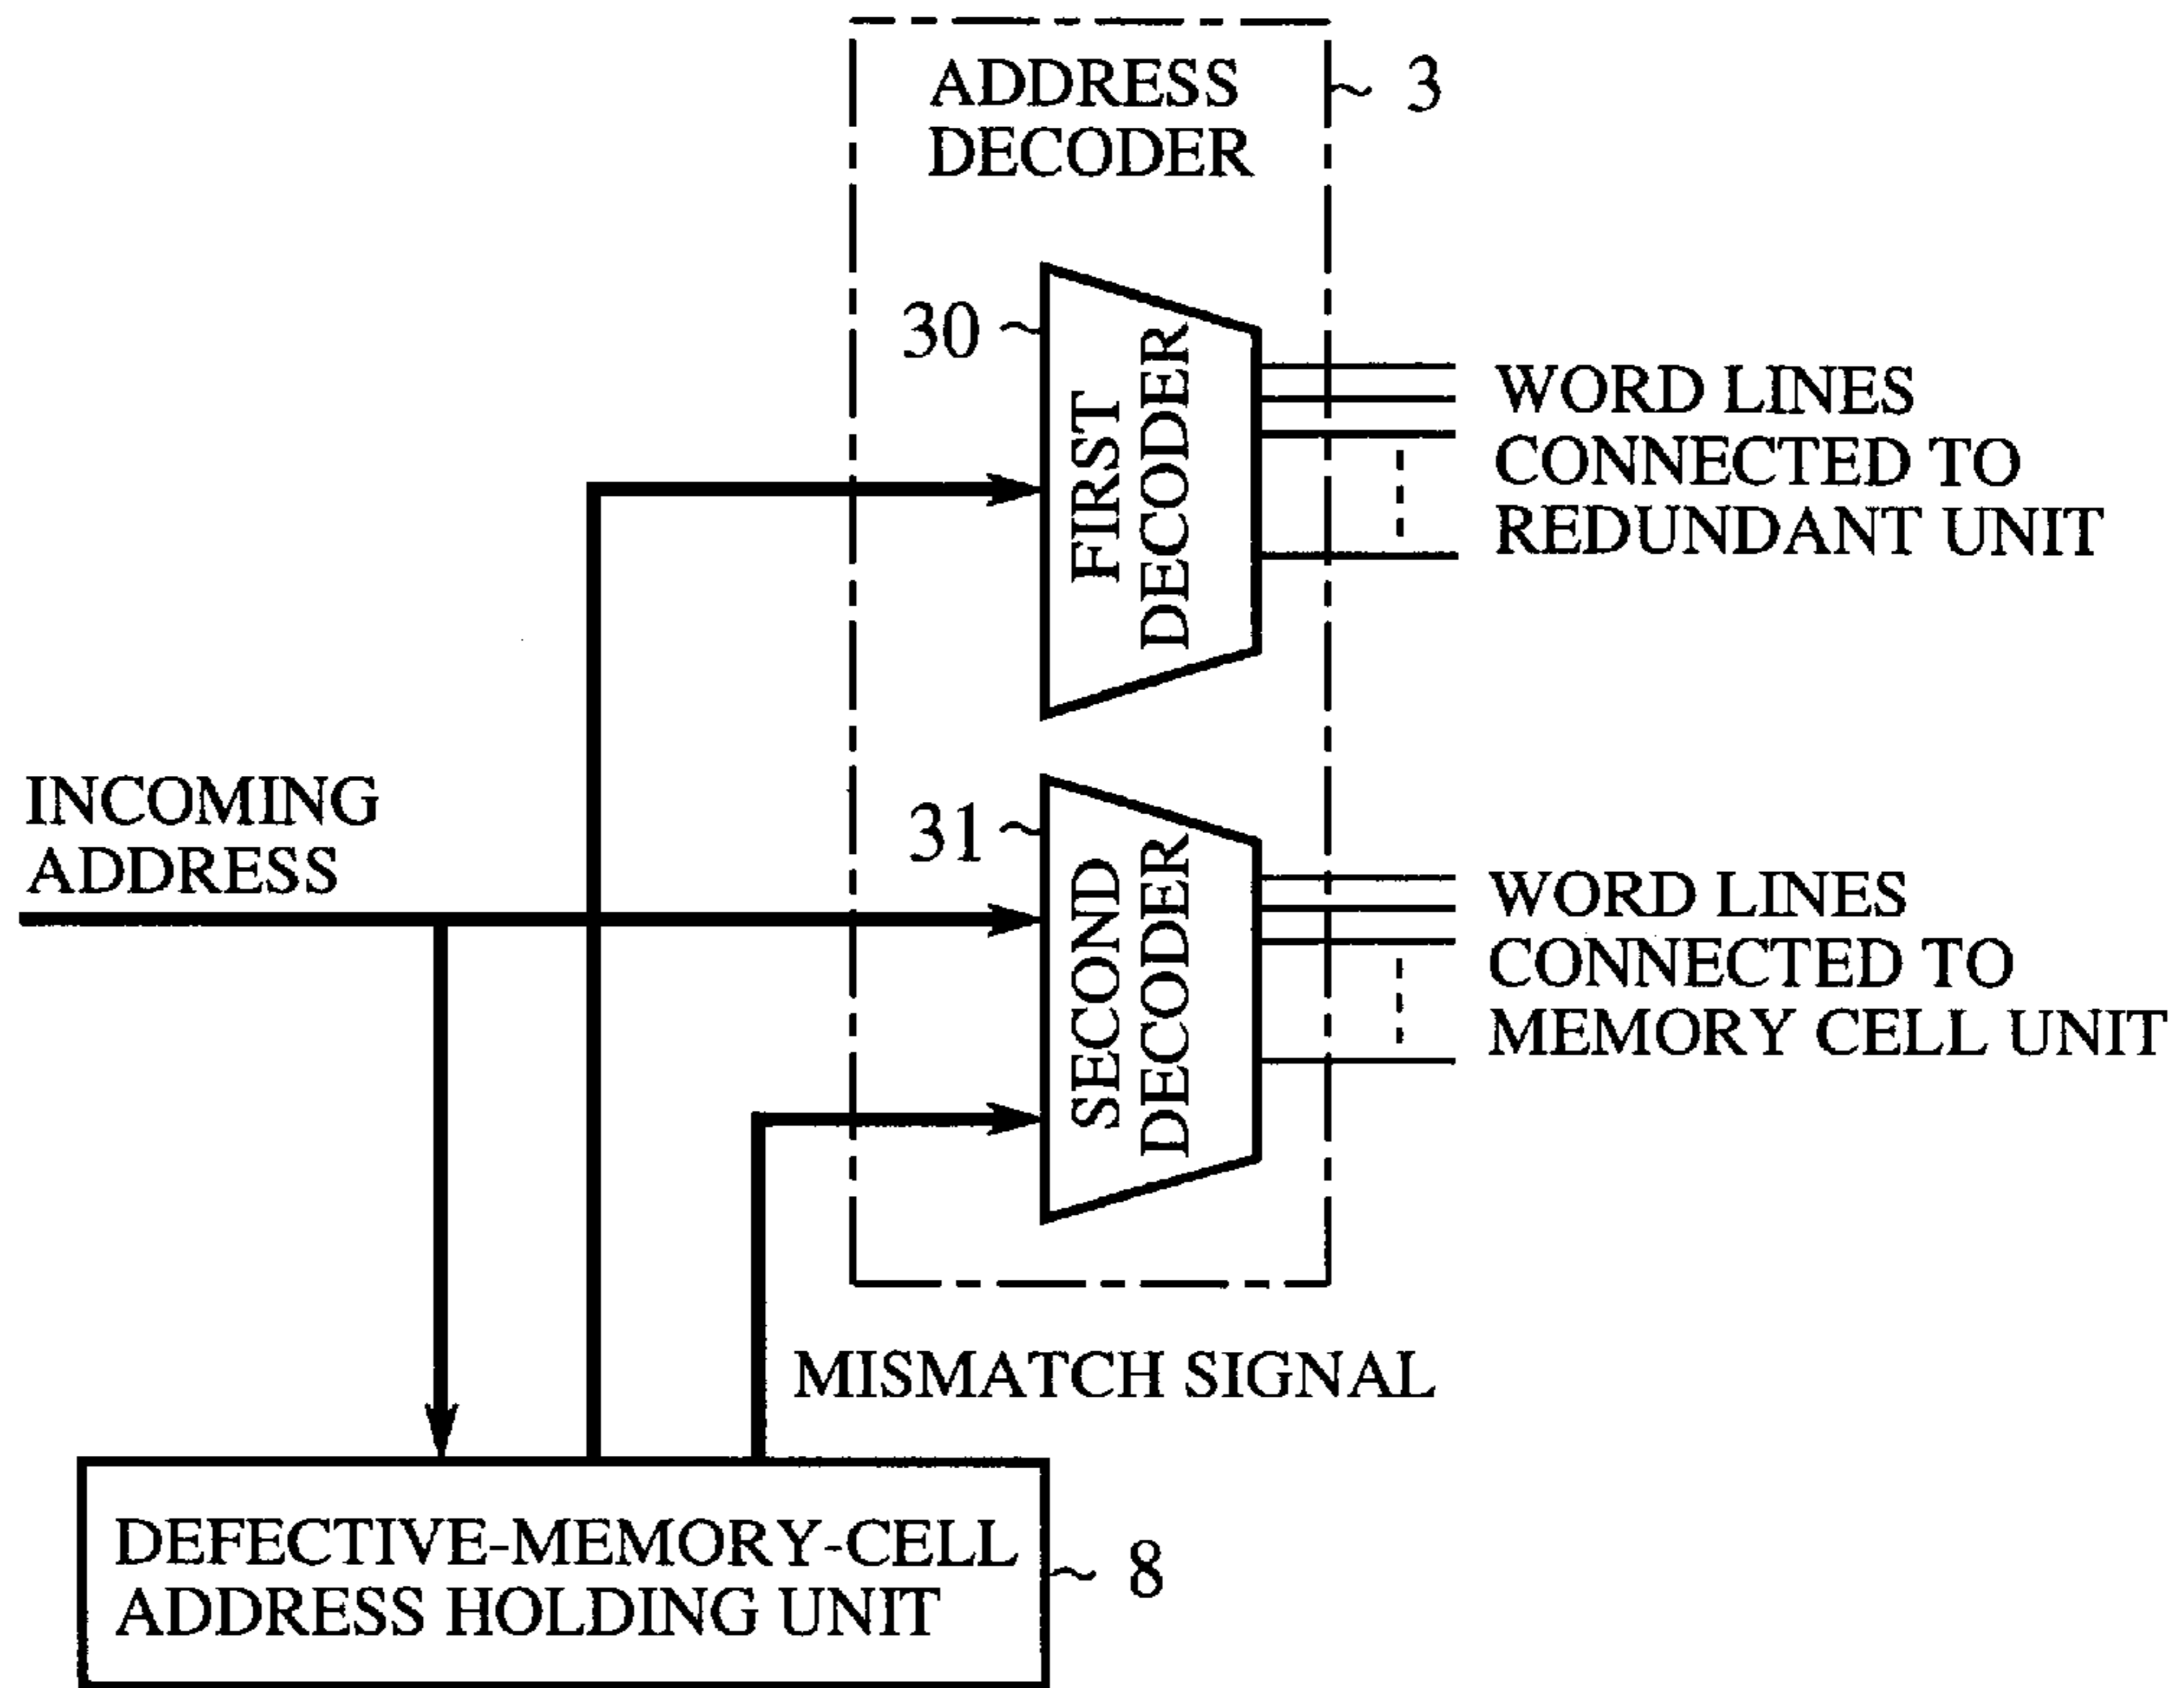 ADDRESS
DECODER
3
30
FIRST
DECODER
WORD LINES
CONNECTED TO
REDUNDANT UNIT
INCOMING
ADDRESS
31
SECOND
DECODER
WORD LINES
CONNECTED TO
MEMORY CELL UNIT
MISMATCH SIGNAL
DEFECTIVE-MEMORY-CELL
ADDRESS HOLDING UNIT
8